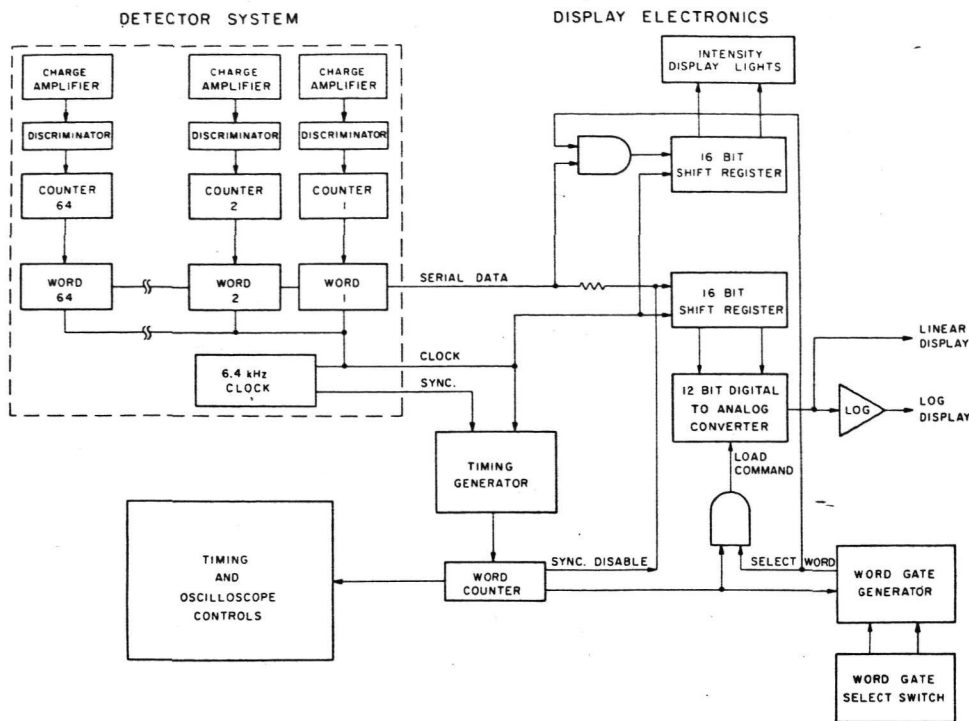 DETECTOR SYSTEM
DISPLAY ELECTRONICS
CHARGE
AMPLIFIER
CHARGE
AMPLIFIER
CHARGE
AMPLIFIER
INTENSITY
DISPLAY LIGHTS
DISCRIMINATOR
DISCRIMINATOR
DISCRIMINATOR
16 BIT
SHIFT REGISTER
COUNTER
64
COUNTER
2
COUNTER
1
WORD
64
WORD
2
WORD
1
SERIAL DATA
16 BIT
SHIFT REGISTER
LINEAR
DISPLAY
6.4 kHz
CLOCK
CLOCK
SYNC.
12 BIT DIGITAL
TO ANALOG
CONVERTER
LOG
LOG
DISPLAY
LOAD
COMMAND
TIMING
GENERATOR
TIMING
AND
OSCILLOSCOPE
CONTROLS
WORD
COUNTER
SYNC. DISABLE
SELECT WORD
WORD GATE
GENERATOR
WORD GATE
SELECT SWITCH